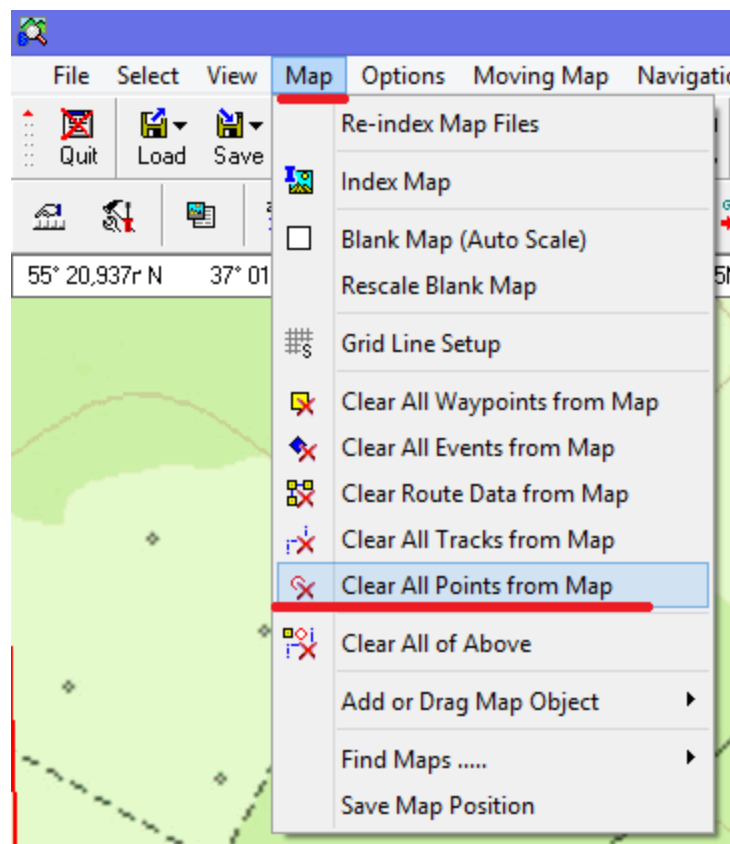 File Select View Map Options Moving Map Navigati
Quit Load Save
55° 20,937r N 37° 01
Re-index Map Files
Index Map
Blank Map (Auto Scale)
Rescale Blank Map
Grid Line Setup
Clear All Waypoints from Map
Clear All Events from Map
Clear Route Data from Map
Clear All Tracks from Map
Clear All Points from Map
Clear All of Above
Add or Drag Map Object
Find Maps .....
Save Map Position